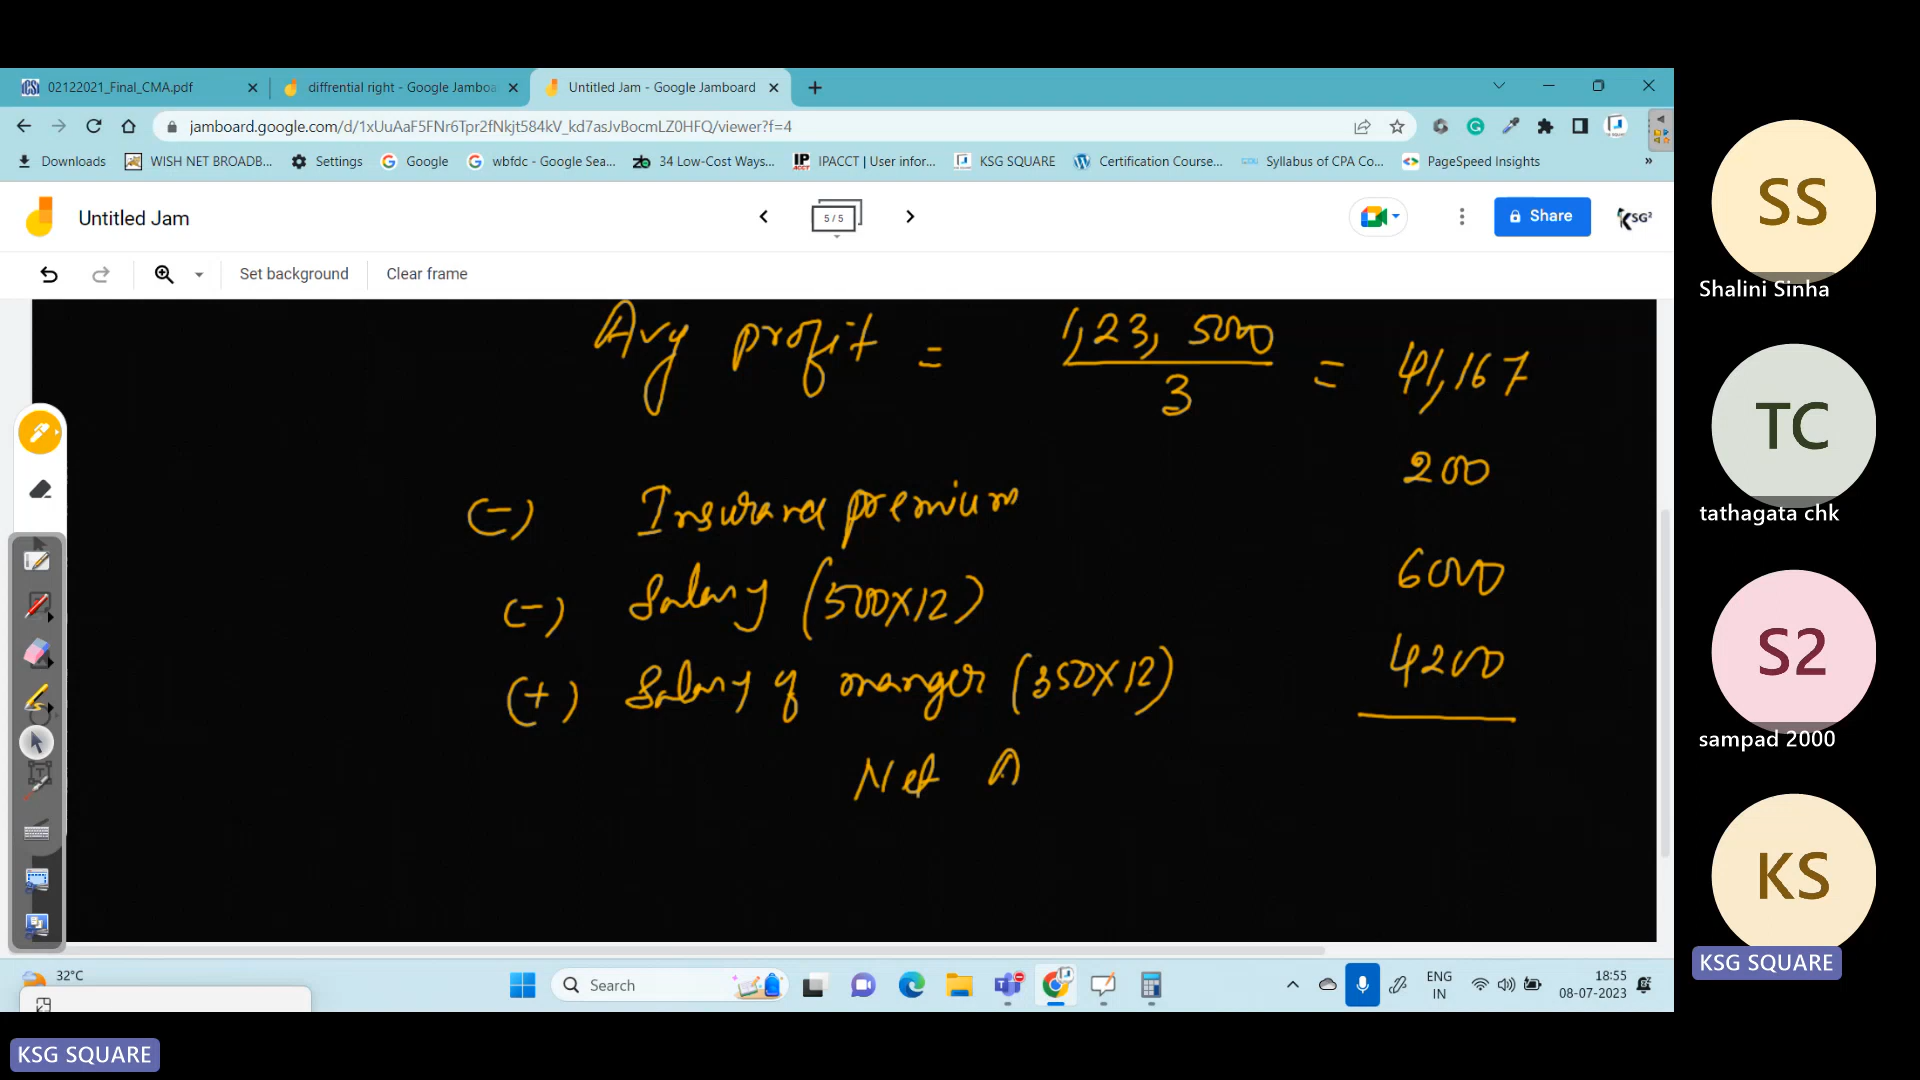 02122021_Final_CMA.pdf
diffrential right - Google Jamboa
Untitled Jam - Google Jamboard
jamboard.google.com/d/1xUuAaF5FNr6Tpr2fNkjt584kV_kd7asJvBocmLZ0HFQ/viewer?f=4
Downloads WISH NET BROADB... Settings Google wbfdc - Google Sea... 34 Low-Cost Ways... IPACCT | User infor... KSG SQUARE Certification Course... Syllabus of CPA Co... PageSpeed Insights »
Untitled Jam
5 / 5
Share
KSG²
Set background
Clear frame
Avg profit = 1,23, 5000 / 3 = 41,167
(-) Insurance premium 200
(-) Salary (500X12) 6000
(+) Salary of manger (350X12) 4200
Net A
SS
Shalini Sinha
TC
tathagata chk
S2
sampad 2000
KS
KSG SQUARE
32°C
Search
ENG
IN
18:55
08-07-2023
KSG SQUARE